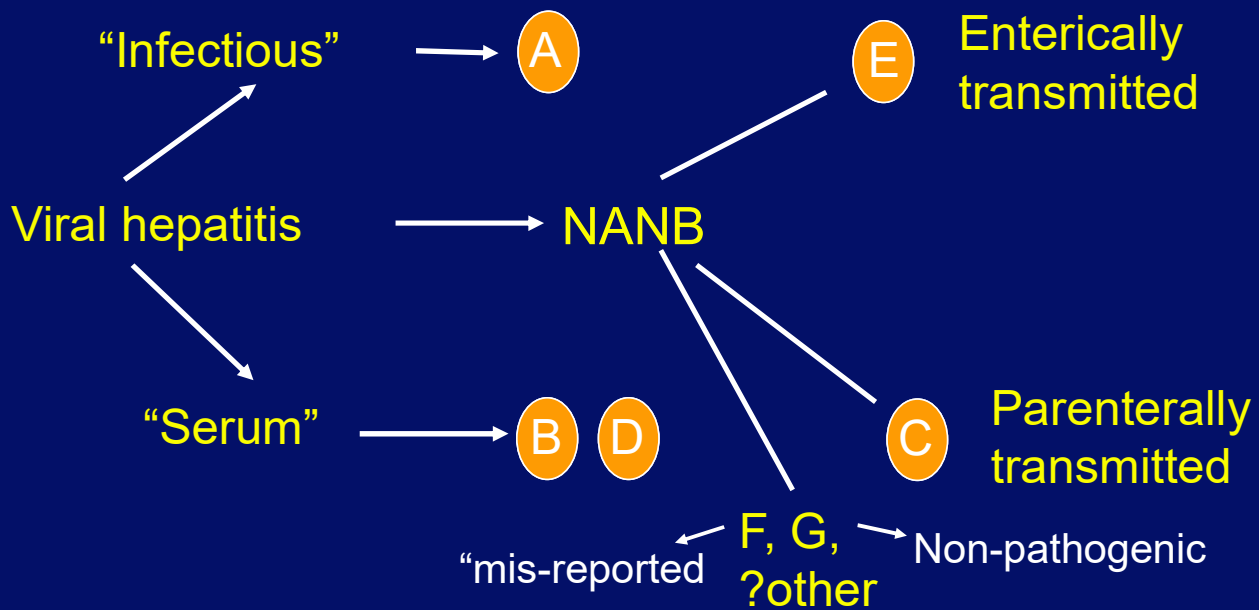 “Infectious”
A
E
Enterically
transmitted
Viral hepatitis
NANB
“Serum”
B
D
C
Parenterally
transmitted
F, G,
?other
“mis-reported
Non-pathogenic